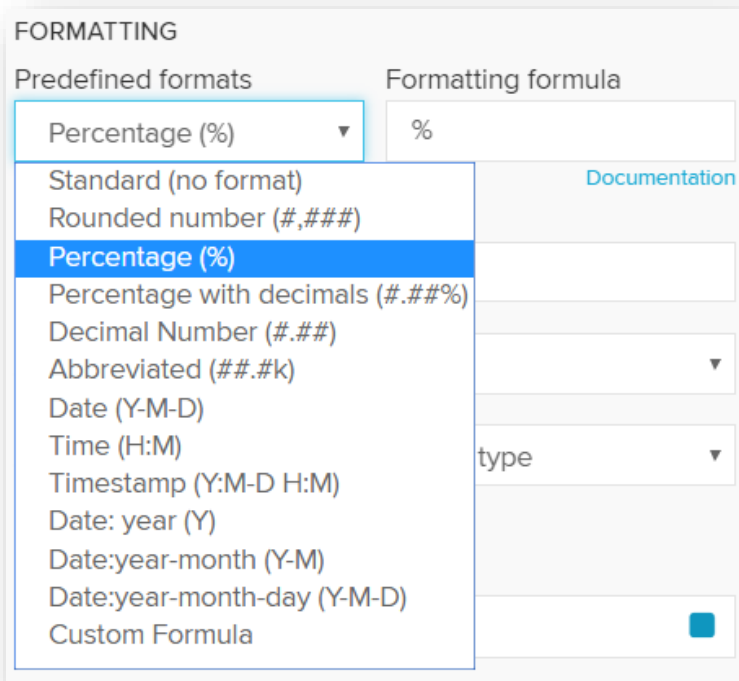 FORMATTING
Predefined formats
Formatting formula
Percentage (%)
%
Documentation
Standard (no format)
Rounded number (#,###)
Percentage (%)
Percentage with decimals (#.##%)
Decimal Number (#.##)
Abbreviated (##.#k)
Date (Y-M-D)
Time (H:M)
Timestamp (Y:M-D H:M)
Date: year (Y)
Date:year-month (Y-M)
Date:year-month-day (Y-M-D)
Custom Formula
type